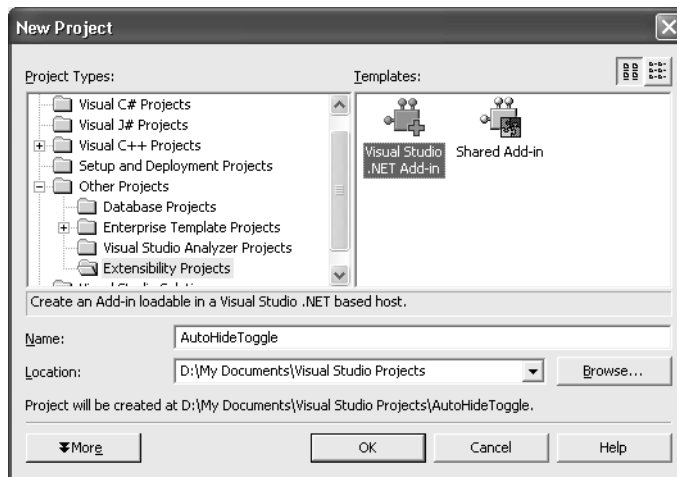 New Project
Project Types:
Templates:
Visual C# Projects
Visual J# Projects
Visual C++ Projects
Setup and Deployment Projects
Other Projects
Database Projects
Enterprise Template Projects
Visual Studio Analyzer Projects
Extensibility Projects
Visual Studio
.NET Add-in
Shared Add-in
Create an Add-in loadable in a Visual Studio .NET based host.
Name:
AutoHideToggle
Location:
D:\My Documents\Visual Studio Projects
Browse...
Project will be created at D:\My Documents\Visual Studio Projects\AutoHideToggle.
More
OK
Cancel
Help